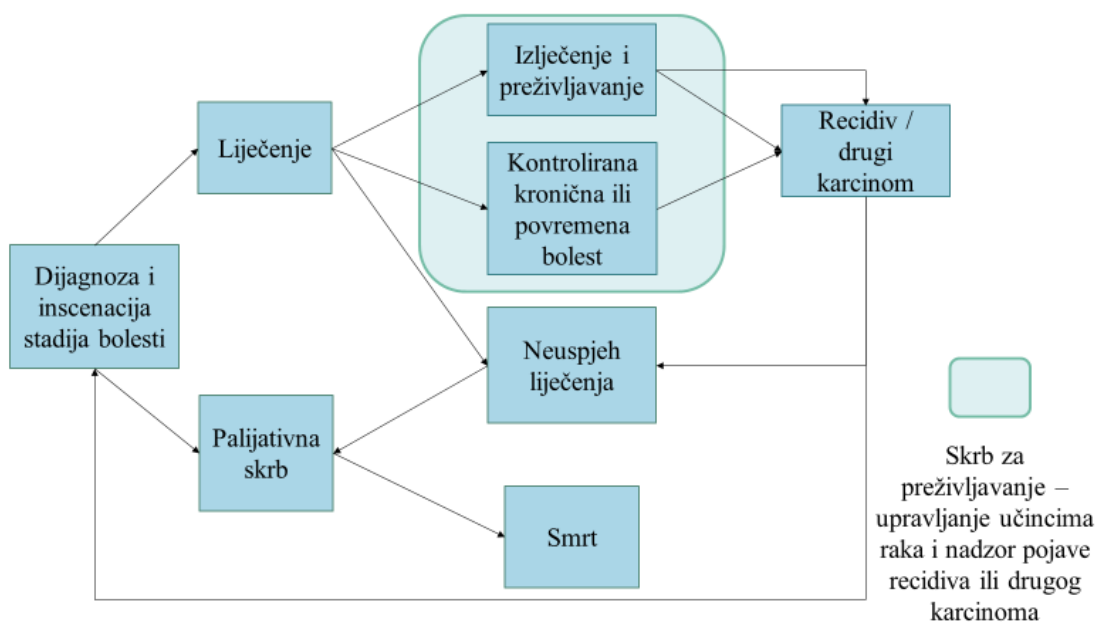 Izlječenje i
preživljavanje
Recidiv /
drugi
karcinom
Liječenje
Kontrolirana
kronična ili
povremena
bolest
Dijagnoza i
inscenacija
stadija bolesti
Neuspjeh
liječenja
Palijativna
skrb
Smrt
Skrb za
preživljavanje –
upravljanje učincima
raka i nadzor pojave
recidiva ili drugog
karcinoma